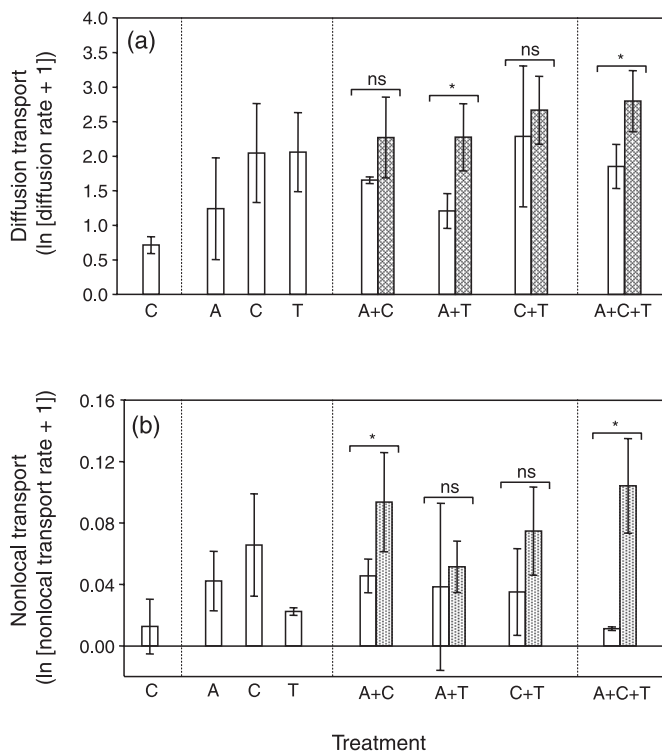 Diffusion transport
(ln [diffusion rate + 1])
4.0
3.5
3.0
2.5
2.0
1.5
1.0
0.5
0.0
(a)
ns
*
ns
*
C A C T A+C A+T C+T A+C+T
Nonlocal transport
(ln [nonlocal transport rate + 1])
0.16
0.12
0.08
0.04
0.00
(b)
*
ns
ns
*
C A C T A+C A+T C+T A+C+T
Treatment